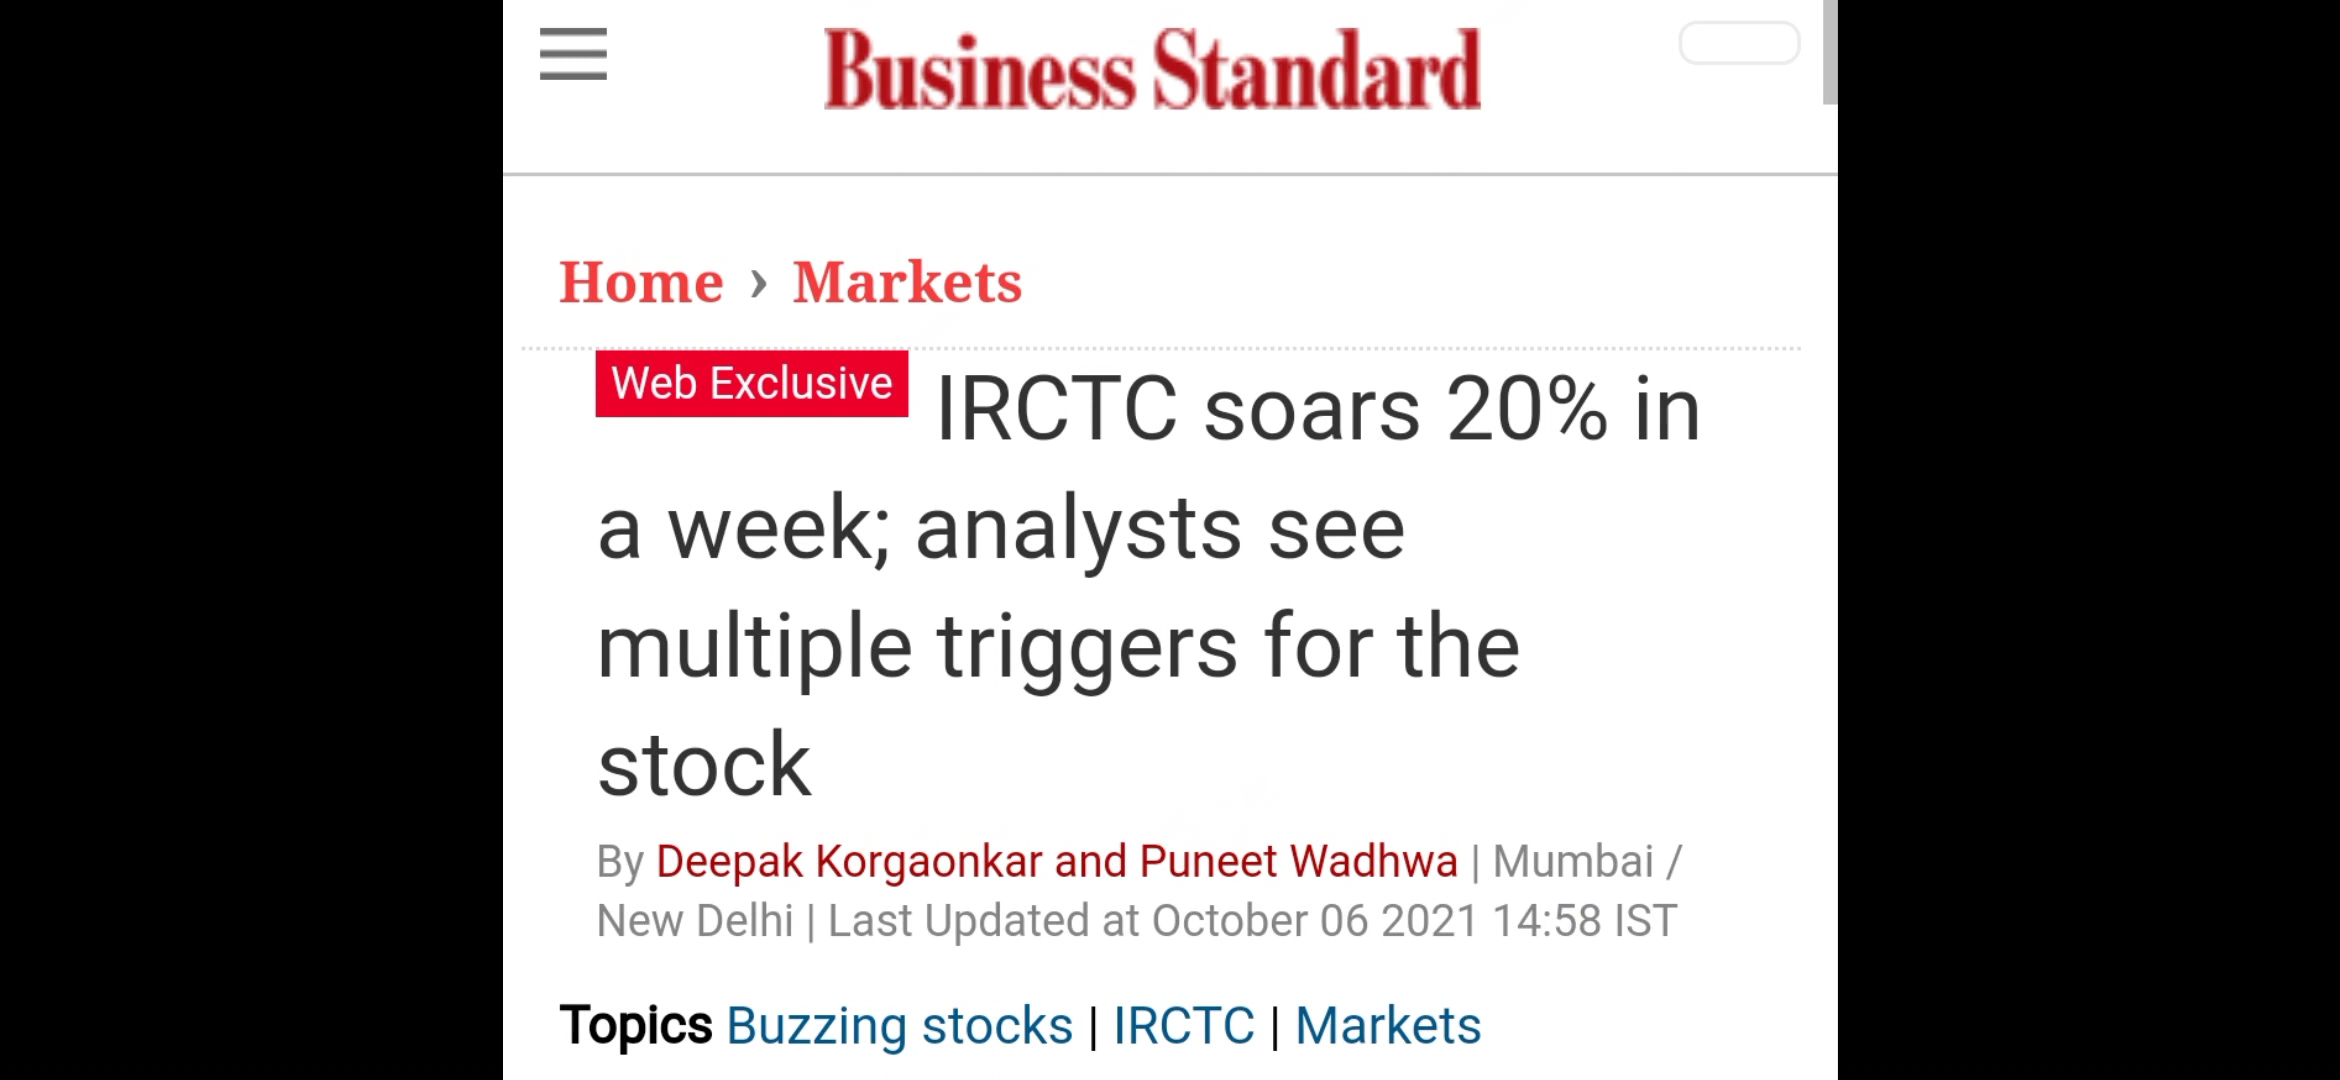 Business Standard
Home › Markets
Web Exclusive IRCTC soars 20% in
a week; analysts see
multiple triggers for the
stock
By Deepak Korgaonkar and Puneet Wadhwa | Mumbai /
New Delhi | Last Updated at October 06 2021 14:58 IST
Topics Buzzing stocks | IRCTC | Markets